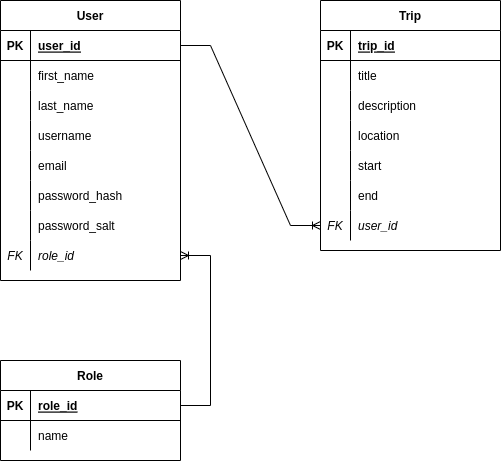 User
PK user_id
first_name
last_name
username
email
password_hash
password_salt
FK role_id
Trip
PK trip_id
title
description
location
start
end
FK user_id
Role
PK role_id
name